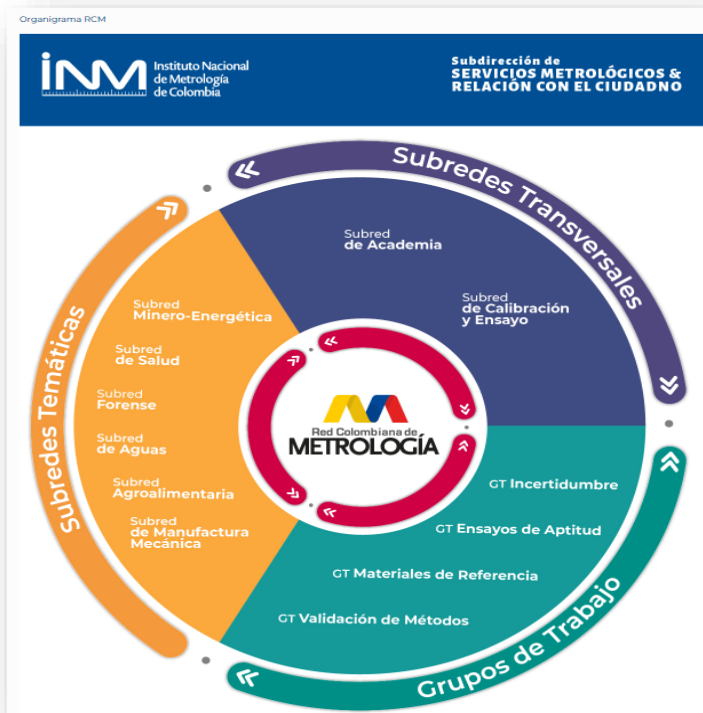 Organigrama RCM
iNM
Instituto Nacional
de Metrología
de Colombia
Subdirección de
SERVICIOS METROLÓGICOS &
RELACIÓN CON EL CIUDADNO
Subredes Transversales
Subred
de Academia
Subred
de Calibración
y Ensayo
Subredes Temáticas
Subred
Minero-Energética
Subred
de Salud
Subred
Forense
Subred
de Aguas
Subred
Agroalimentaria
Subred
de Manufactura
Mecánica
Red Colombiana de
METROLOGÍA
GT Incertidumbre
GT Ensayos de Aptitud
GT Materiales de Referencia
GT Validación de Métodos
Grupos de Trabajo